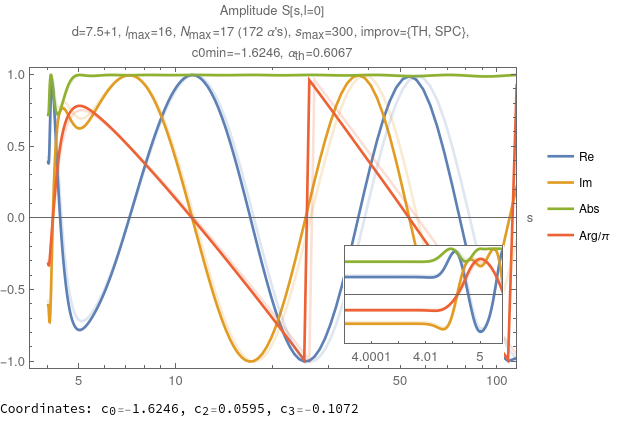 Amplitude S[s,l=0]
d=7.5+1, lmax=16, Nmax=17 (172 α's), smax=300, improv={TH, SPC},
c0min=-1.6246, αth=0.6067
1.0
0.5
0.0
-0.5
-1.0
5
10
50
100
s
4.0001
4.01
5
Re
Im
Abs
Arg/π
Coordinates: c0=-1.6246, c2=0.0595, c3=-0.1072